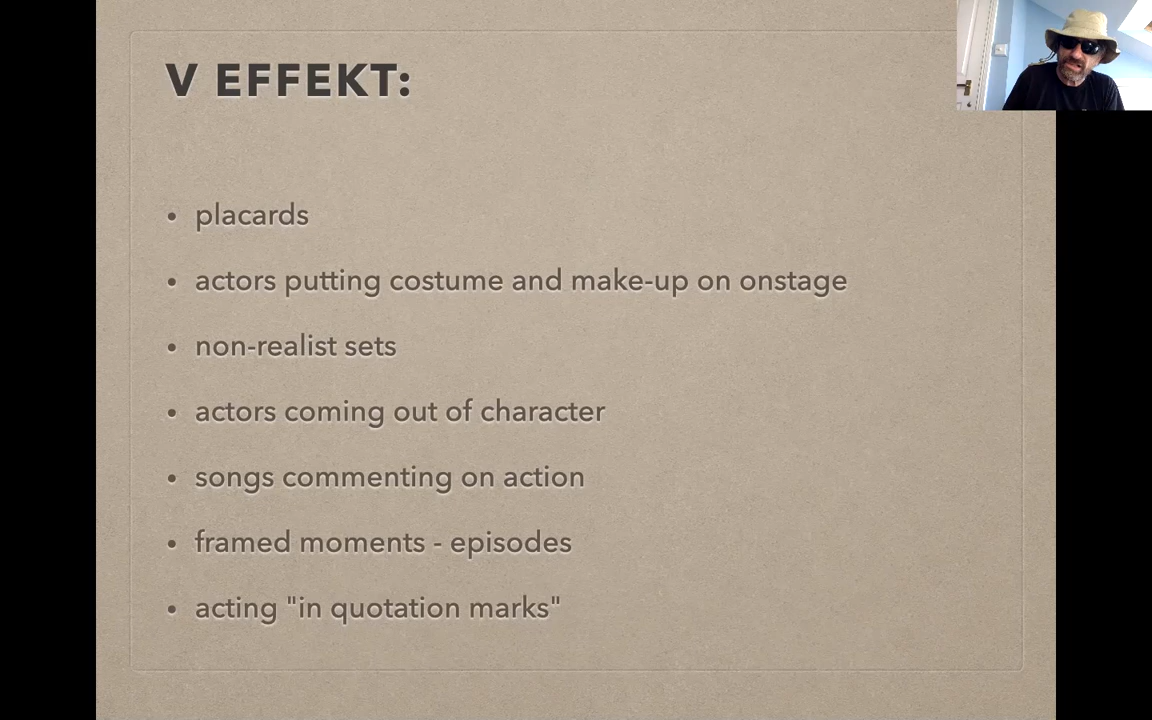 V EFFEKT:
• placards
• actors putting costume and make-up on onstage
• non-realist sets
• actors coming out of character
• songs commenting on action
• framed moments - episodes
• acting "in quotation marks"